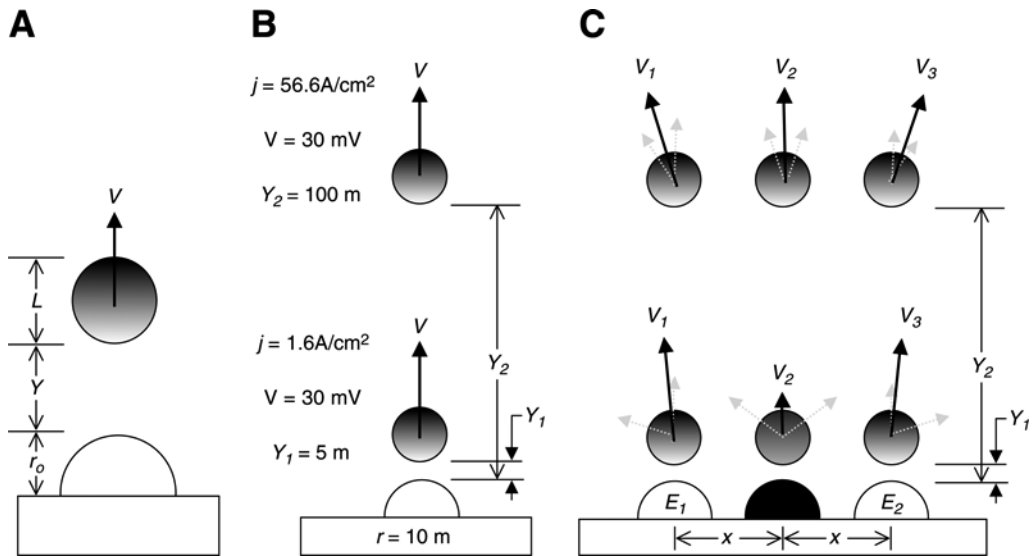 A
V
L
Y
r₀
B
V
j = 56.6A/cm²
V = 30 mV
Y₂ = 100 m
V
j = 1.6A/cm²
V = 30 mV
Y₁ = 5 m
Y₂
Y₁
r = 10 m
C
V₁
V₂
V₃
V₁
V₂
V₃
Y₂
Y₁
E₁
E₂
x
x